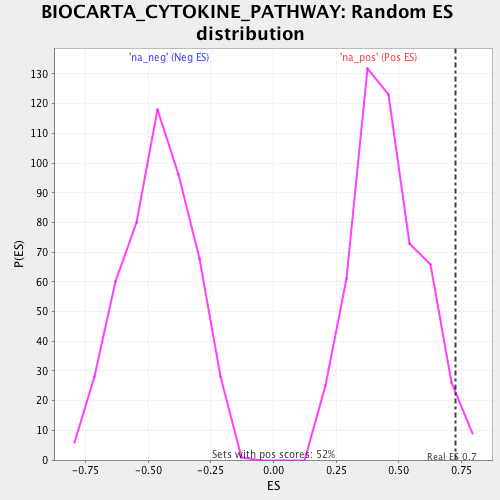 BIOCARTA_CYTOKINE_PATHWAY: Random ES
distribution
'na_neg' (Neg ES)
'na_pos' (Pos ES)
P(ES)
130
120
110
100
90
80
70
60
50
40
30
20
10
0
Sets with pos scores: 52%
Real ES 0.7
-0.75
-0.50
-0.25
0.00
0.25
0.50
0.75
ES